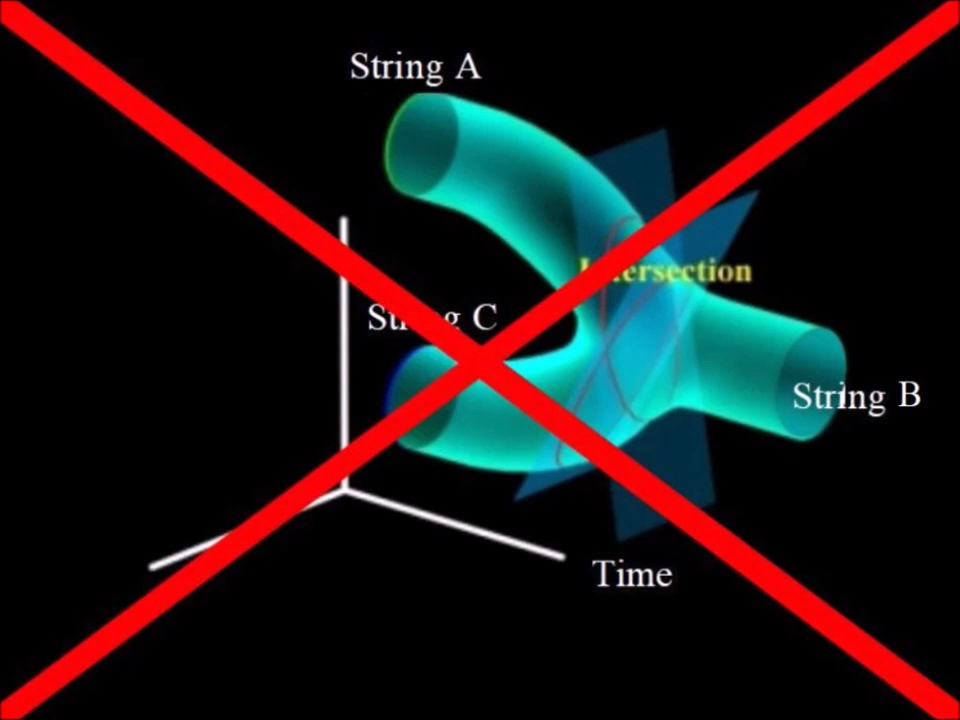 String A
Intersection
String C
String B
Time